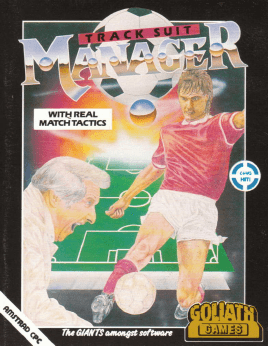 TRACK SUIT
MANAGER
WITH REAL
MATCH TACTICS
AMSTRAD CPC
The GIANTS amongst software
GOLIATH
GAMES